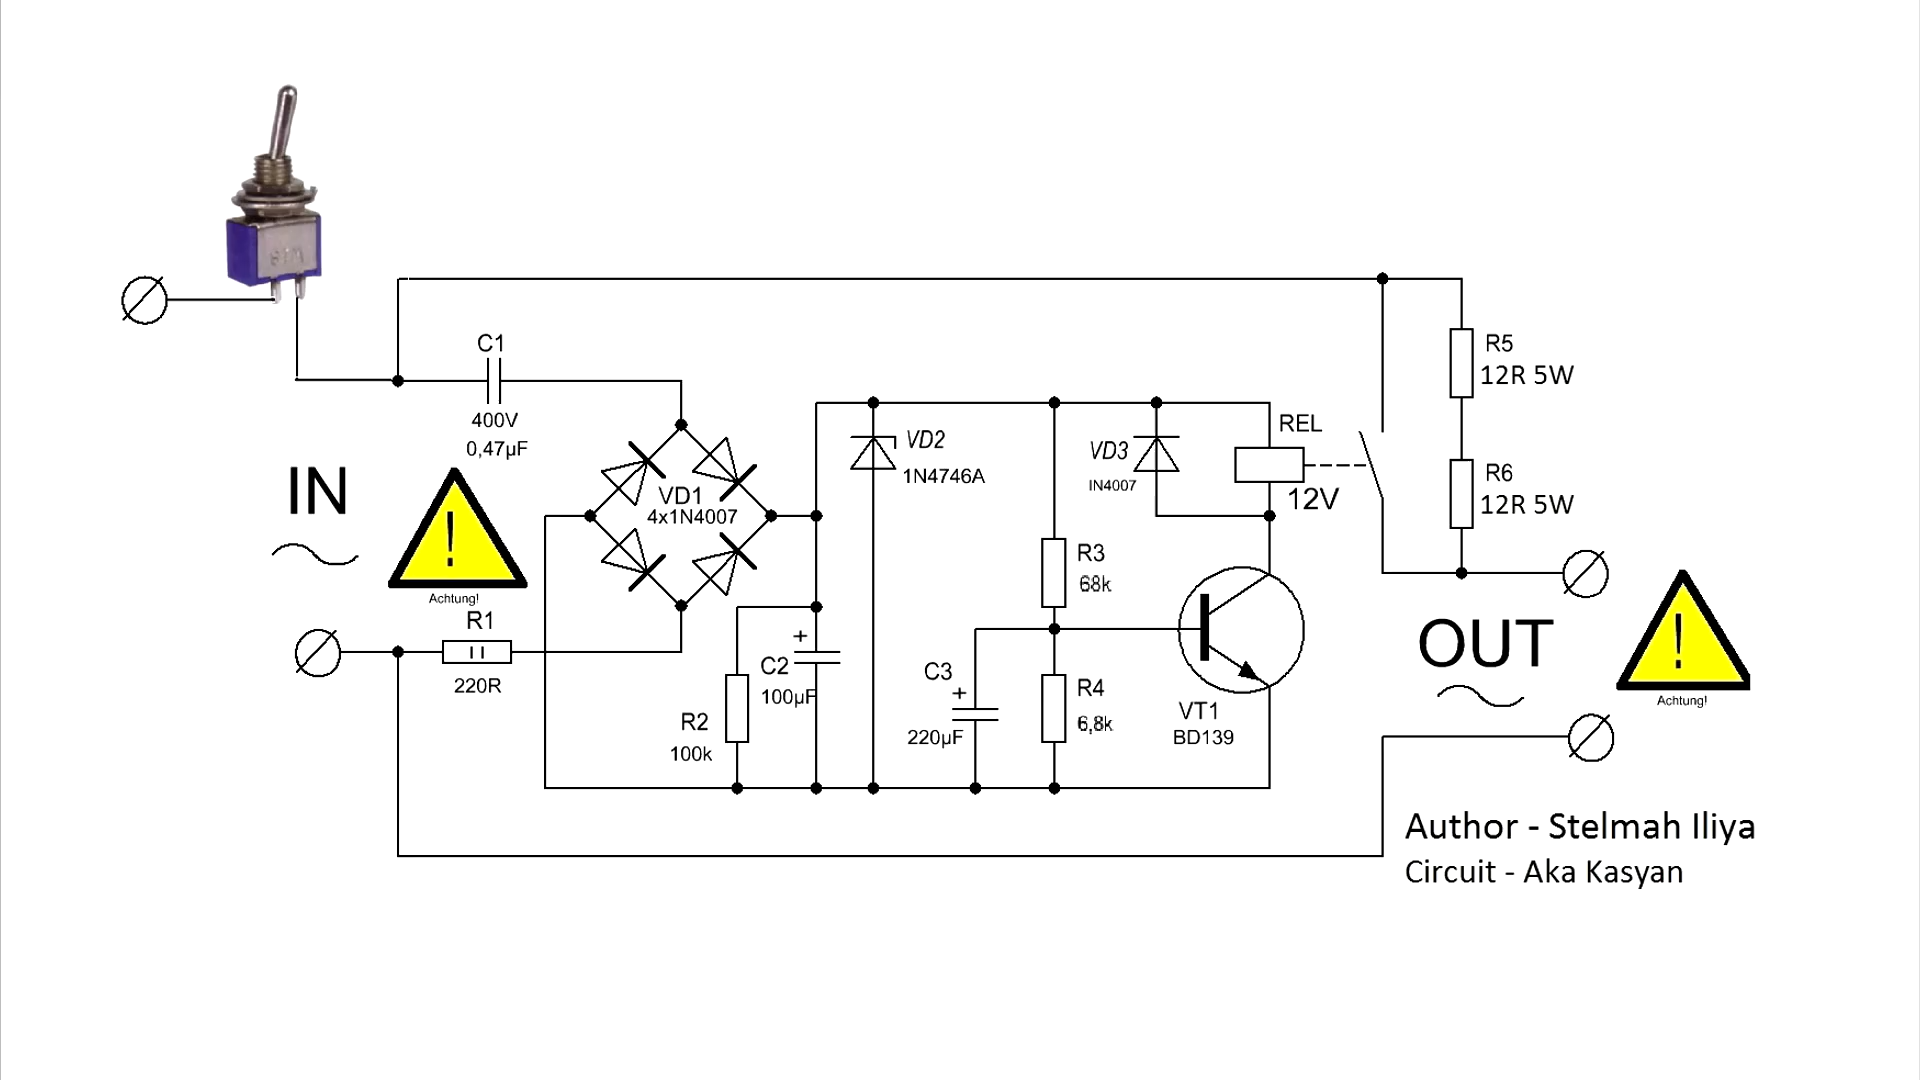 C1
400V
0,47µF
IN
!
Achtung!
R1
220R
VD1
4x1N4007
VD2
1N4746A
VD3
IN4007
REL
12V
R5
12R 5W
R6
12R 5W
R3
68k
R2
100k
+
C2
100µF
C3
+
220µF
R4
6,8k
VT1
BD139
OUT
!
Achtung!
Author - Stelmah Iliya
Circuit - Aka Kasyan